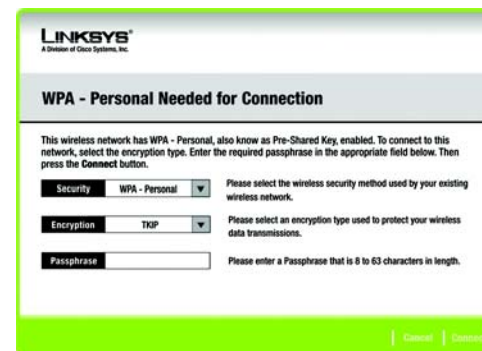 LINKSYS®
A Division of Cisco Systems, Inc.
WPA - Personal Needed for Connection
This wireless network has WPA - Personal, also know as Pre-Shared Key, enabled. To connect to this
network, select the encryption type. Enter the required passphrase in the appropriate field below. Then
press the Connect button.
Security WPA - Personal Please select the wireless security method used by your existing
wireless network.
Encryption TKIP Please select an encryption type used to protect your wireless
data transmissions.
Passphrase Please enter a Passphrase that is 8 to 63 characters in length.
Cancel